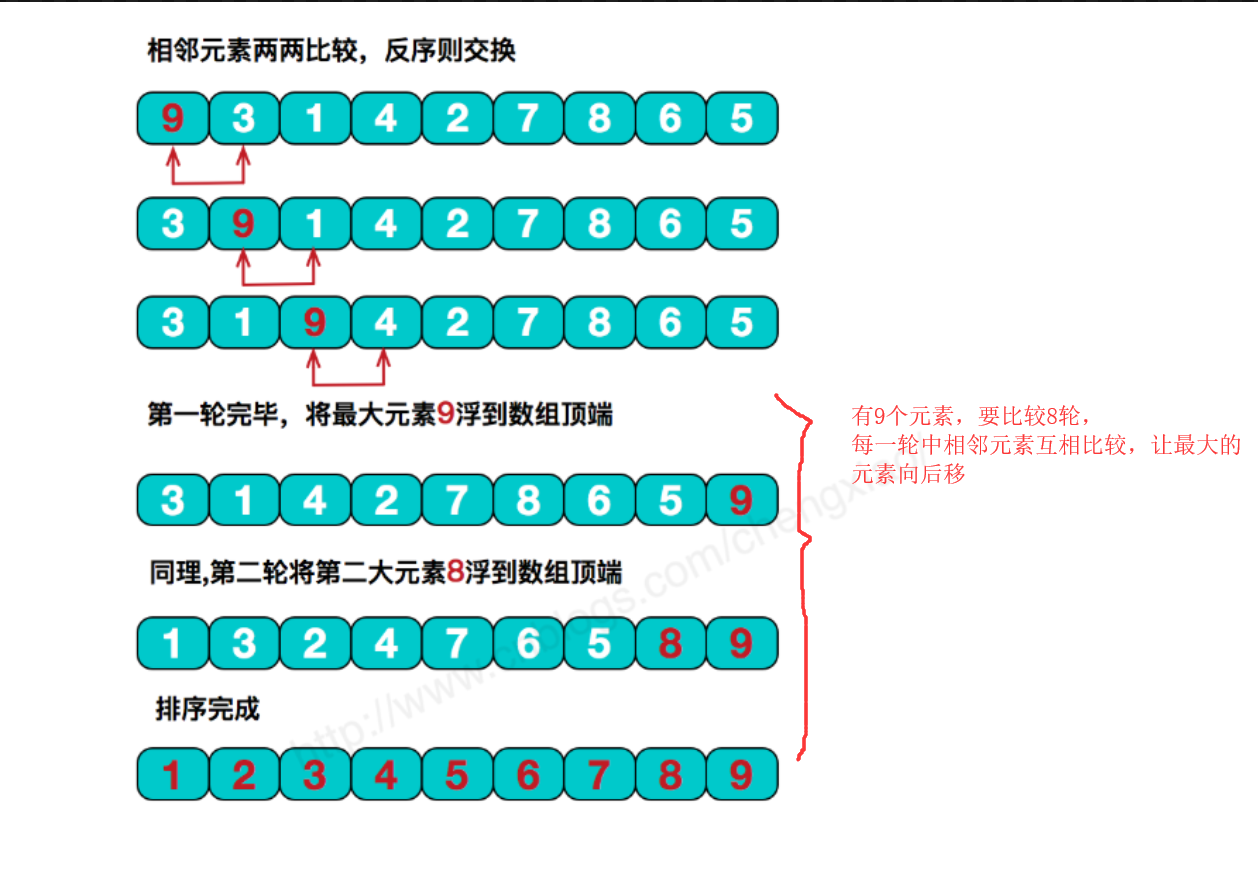 相邻元素两两比较，反序则交换
9 3 1 4 2 7 8 6 5
3 9 1 4 2 7 8 6 5
3 1 9 4 2 7 8 6 5
第一轮完毕，将最大元素9浮到数组顶端
有9个元素，要比较8轮，
每一轮中相邻元素互相比较，让最大的
元素向后移
3 1 4 2 7 8 6 5 9
同理,第二轮将第二大元素8浮到数组顶端
1 3 2 4 7 6 5 8 9
排序完成
1 2 3 4 5 6 7 8 9